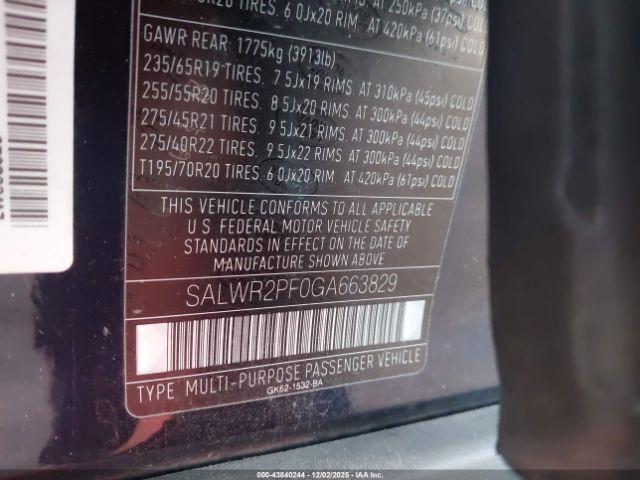 R20 TIRES. 6 0Jx20 RIM. AT 420kPa (61psi) COLD
GAWR REAR 1775kg (3913lb)
235/65R19 TIRES. 7 5Jx19 RIMS. AT 310kPa (45psi) COLD
255/55R20 TIRES. 8 5Jx20 RIMS. AT 300kPa (44psi) COLD
275/45R21 TIRES. 9 5Jx21 RIMS. AT 300kPa (44psi) COLD
275/40R22 TIRES. 9 5Jx22 RIMS. AT 300kPa (44psi) COLD
T195/70R20 TIRES. 6 0Jx20 RIM. AT 420kPa (61psi) COLD
THIS VEHICLE CONFORMS TO ALL APPLICABLE
U S FEDERAL MOTOR VEHICLE SAFETY
STANDARDS IN EFFECT ON THE DATE OF
MANUFACTURE SHOWN ABOVE
SALWR2PF0GA663829
TYPE MULTI-PURPOSE PASSENGER VEHICLE
GK62-1532-BA
000-43840244 - 12/02/2025 - IAAI.COM